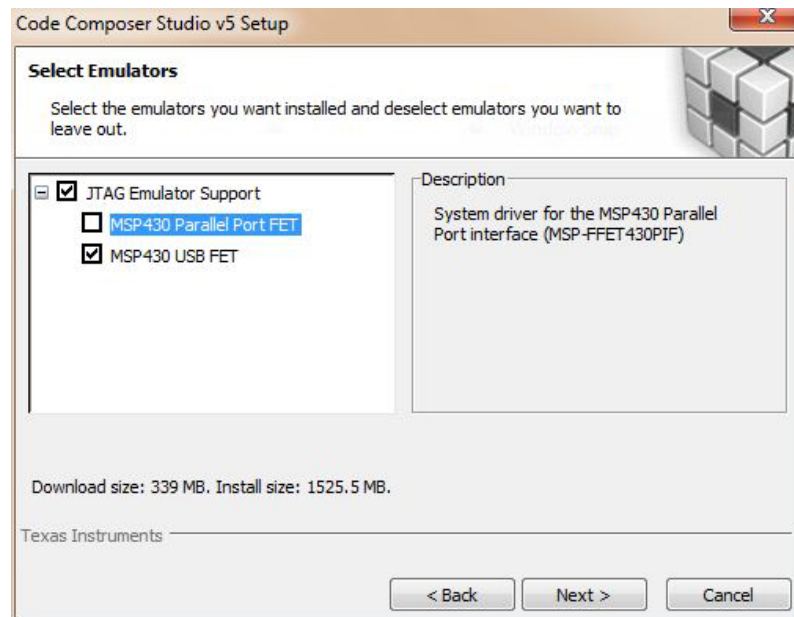 Code Composer Studio v5 Setup
Select Emulators
Select the emulators you want installed and deselect emulators you want to
leave out.
JTAG Emulator Support
MSP430 Parallel Port FET
MSP430 USB FET
Description
System driver for the MSP430 Parallel
Port interface (MSP-FFET430PIF)
Download size: 339 MB. Install size: 1525.5 MB.
Texas Instruments
< Back
Next >
Cancel